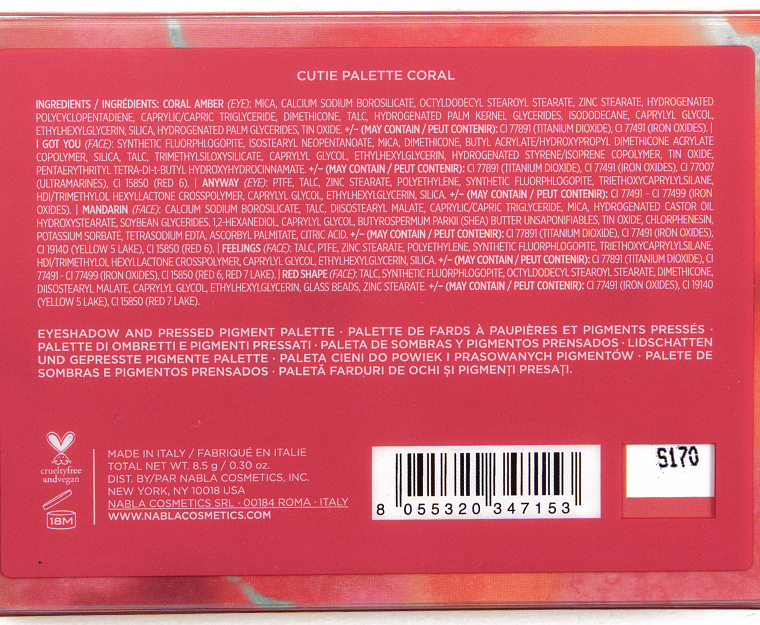 CUTIE PALETTE CORAL
INGREDIENTS / INGRÉDIENTS: CORAL AMBER (EYE): MICA, CALCIUM SODIUM BOROSILICATE, OCTYLDODECYL STEAROYL STEARATE, ZINC STEARATE, HYDROGENATED
POLYCYCLOPENTADIENE, CAPRYLIC/CAPRIC TRIGLYCERIDE, DIMETHICONE, TALC, HYDROGENATED PALM KERNEL GLYCERIDES, ISODODECANE, CAPRYLYL GLYCOL,
ETHYLHEXYLGLYCERIN, SILICA, HYDROGENATED PALM GLYCERIDES, TIN OXIDE. +/− (MAY CONTAIN / PEUT CONTENIR): CI 77891 (TITANIUM DIOXIDE), CI 77491 (IRON OXIDES). |
I GOT YOU (FACE): SYNTHETIC FLUORPHLOGOPITE, ISOSTEARYL NEOPENTANOATE, MICA, DIMETHICONE, BUTYL ACRYLATE/HYDROXYPROPYL DIMETHICONE ACRYLATE
COPOLYMER, SILICA, TALC, TRIMETHYLSILOXYSILICATE, CAPRYLYL GLYCOL, ETHYLHEXYLGLYCERIN, HYDROGENATED STYRENE/ISOPRENE COPOLYMER, TIN OXIDE,
PENTAERYTHRITYL TETRA-DI-t-BUTYL HYDROXYHYDROCINNAMATE. +/− (MAY CONTAIN / PEUT CONTENIR): CI 77891 (TITANIUM DIOXIDE), CI 77491 (IRON OXIDES), CI 77007
(ULTRAMARINES), CI 15850 (RED 6). | ANYWAY (EYE): PTFE, TALC, ZINC STEARATE, POLYETHYLENE, SYNTHETIC FLUORPHLOGOPITE, TRIETHOXYCAPRYLYLSILANE,
HDI/TRIMETHYLOL HEXYLLACTONE CROSSPOLYMER, CAPRYLYL GLYCOL, ETHYLHEXYLGLYCERIN, SILICA. +/− (MAY CONTAIN / PEUT CONTENIR): CI 77491 - CI 77499 (IRON
OXIDES). | MANDARIN (FACE): CALCIUM SODIUM BOROSILICATE, TALC, DIISOSTEARYL MALATE, CAPRYLIC/CAPRIC TRIGLYCERIDE, MICA, HYDROGENATED CASTOR OIL
HYDROXYSTEARATE, SOYBEAN GLYCERIDES, 1,2-HEXANEDIOL, CAPRYLYL GLYCOL, BUTYROSPERMUM PARKII (SHEA) BUTTER UNSAPONIFIABLES, TIN OXIDE, CHLORPHENESIN,
POTASSIUM SORBATE, TETRASODIUM EDTA, ASCORBYL PALMITATE, CITRIC ACID. +/− (MAY CONTAIN / PEUT CONTENIR): CI 77891 (TITANIUM DIOXIDE), CI 77491 (IRON OXIDES),
CI 19140 (YELLOW 5 LAKE), CI 15850 (RED 6). | FEELINGS (FACE): TALC, PTFE, ZINC STEARATE, POLYETHYLENE, SYNTHETIC FLUORPHLOGOPITE, TRIETHOXYCAPRYLYLSILANE,
HDI/TRIMETHYLOL HEXYLLACTONE CROSSPOLYMER, CAPRYLYL GLYCOL, ETHYLHEXYLGLYCERIN, SILICA. +/− (MAY CONTAIN / PEUT CONTENIR): CI 77891 (TITANIUM DIOXIDE), CI
77491 - CI 77499 (IRON OXIDES), CI 15850 (RED 6, RED 7 LAKE). | RED SHAPE (FACE): TALC, SYNTHETIC FLUORPHLOGOPITE, OCTYLDODECYL STEAROYL STEARATE, DIMETHICONE,
DIISOSTEARYL MALATE, CAPRYLYL GLYCOL, ETHYLHEXYLGLYCERIN, GLASS BEADS, ZINC STEARATE. +/− (MAY CONTAIN / PEUT CONTENIR): CI 77491 (IRON OXIDES), CI 19140
(YELLOW 5 LAKE), CI 15850 (RED 7 LAKE).
EYESHADOW AND PRESSED PIGMENT PALETTE · PALETTE DE FARDS À PAUPIÈRES ET PIGMENTS PRESSÉS ·
PALETTE DI OMBRETTI E PIGMENTI PRESSATI · PALETA DE SOMBRAS Y PIGMENTOS PRENSADOS · LIDSCHATTEN
UND GEPRESSTE PIGMENTE PALETTE · PALETA CIENI DO POWIEK I PRASOWANYCH PIGMENTÓW · PALETE DE
SOMBRAS E PIGMENTOS PRENSADOS · PALETĂ FARDURI DE OCHI ȘI PIGMENȚI PRESAȚI.
crueltyfree
andvegan
18M
MADE IN ITALY / FABRIQUÉ EN ITALIE
TOTAL NET WT. 8.5 g / 0.30 oz.
DIST. BY/PAR NABLA COSMETICS, INC.
NEW YORK, NY 10018 USA
NABLA COSMETICS SRL · 00184 ROMA · ITALY
WWW.NABLACOSMETICS.COM
8 055320 347153
5170